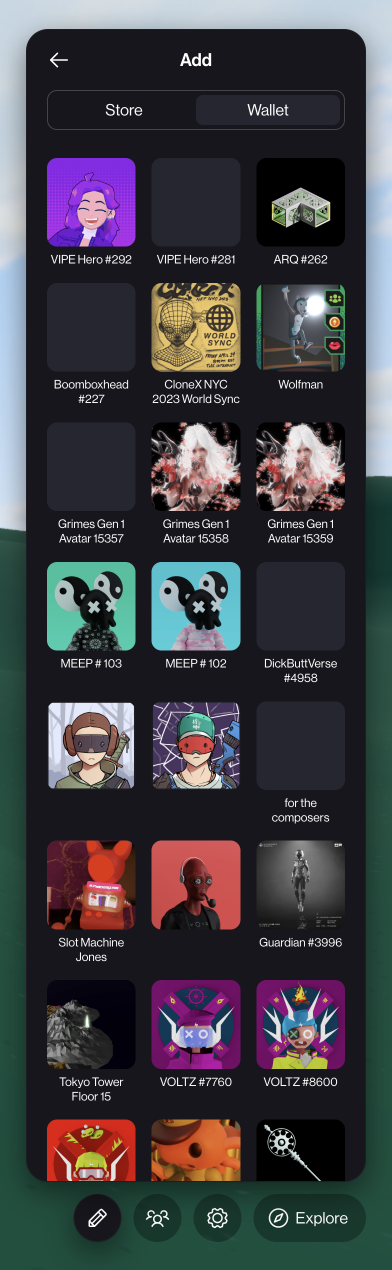 Add
Store
Wallet
VIPE Hero #292
VIPE Hero #281
ARQ #262
WORLD
SYNC
Boomboxhead
#227
CloneX NYC
2023 World Sync
Wolfman
Grimes Gen 1
Avatar 15357
Grimes Gen 1
Avatar 15358
Grimes Gen 1
Avatar 15359
MEEP # 103
MEEP # 102
DickButtVerse
#4958
for the
composers
Slot Machine
Jones
Guardian #3996
Tokyo Tower
Floor 15
VOLTZ #7760
VOLTZ #8600
Explore